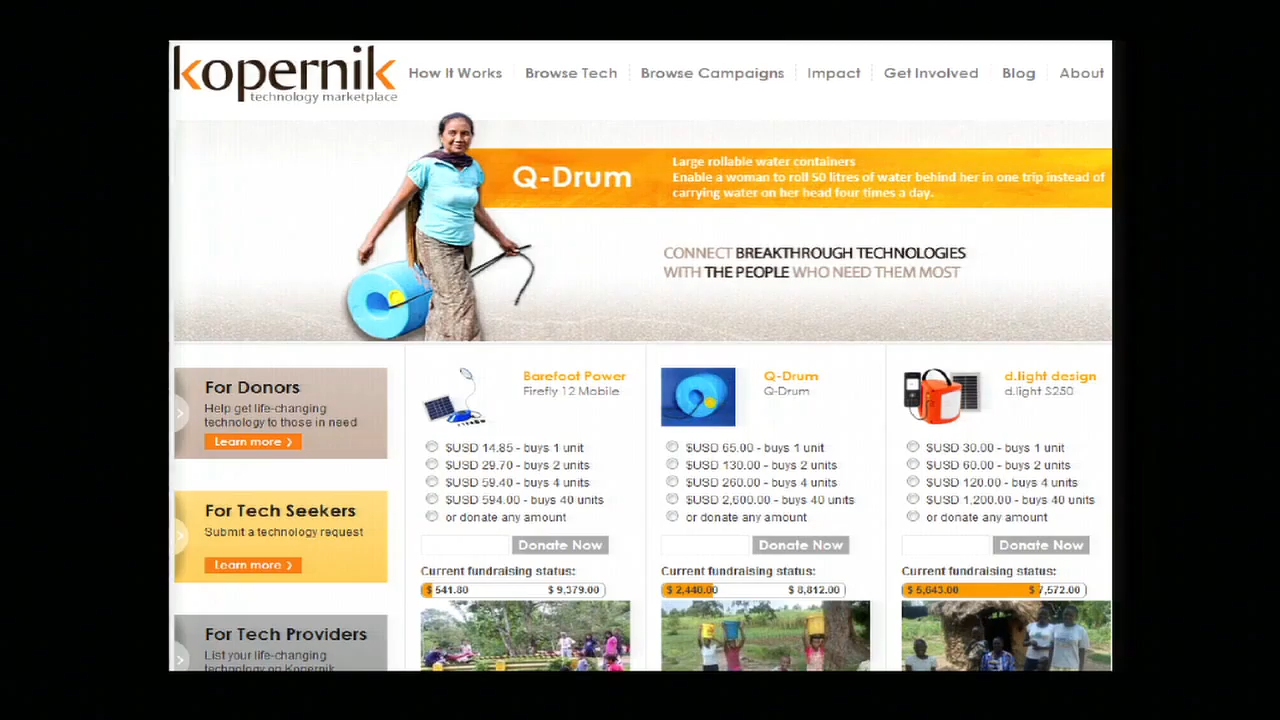 kopernik
technology marketplace
How It Works
Browse Tech
Browse Campaigns
Impact
Get Involved
Blog
About
Q-Drum
Large rollable water containers
Enable a woman to roll 50 litres of water behind her in one trip instead of
carrying water on her head four times a day.
CONNECT BREAKTHROUGH TECHNOLOGIES
WITH THE PEOPLE WHO NEED THEM MOST
For Donors
Help get life-changing
technology to those in need
Learn more
For Tech Seekers
Submit a technology request
Learn more
For Tech Providers
List your life-changing
technology on Kopernik
Barefoot Power
Firefly 12 Mobile
$USD 14.85 - buys 1 unit
$USD 29.70 - buys 2 units
$USD 59.40 - buys 4 units
$USD 594.00 - buys 40 units
or donate any amount
Donate Now
Current fundraising status:
$ 541.80 $ 9,379.00
Q-Drum
Q-Drum
$USD 65.00 - buys 1 unit
$USD 130.00 - buys 2 units
$USD 260.00 - buys 4 units
$USD 2,600.00 - buys 40 units
or donate any amount
Donate Now
Current fundraising status:
$ 2,440.00 $ 8,812.00
d.light design
d.light S250
$USD 30.00 - buys 1 unit
$USD 60.00 - buys 2 units
$USD 120.00 - buys 4 units
$USD 1,200.00 - buys 40 units
or donate any amount
Donate Now
Current fundraising status:
$ 5,643.00 $ 7,572.00